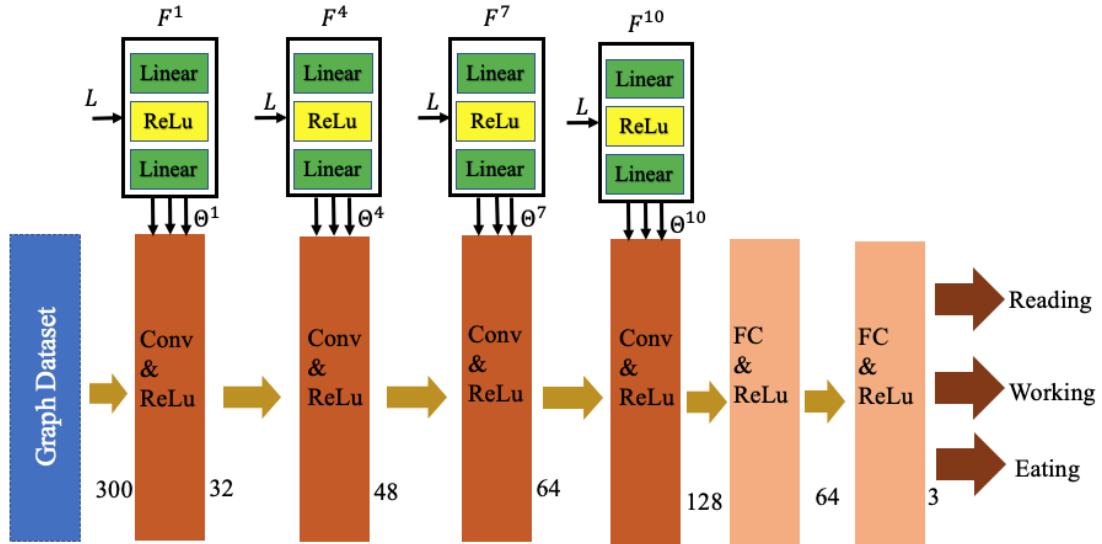 F¹ F⁴ F⁷ F¹⁰
Linear Linear Linear Linear
L ReLu L ReLu L ReLu L ReLu
Linear Linear Linear Linear
Θ¹ Θ⁴ Θ⁷ Θ¹⁰
Graph Dataset
Conv
&
ReLu
Conv
&
ReLu
Conv
&
ReLu
Conv
&
ReLu
FC
&
ReLu
FC
&
ReLu
Reading
Working
Eating
300 32 48 64 128 64 3